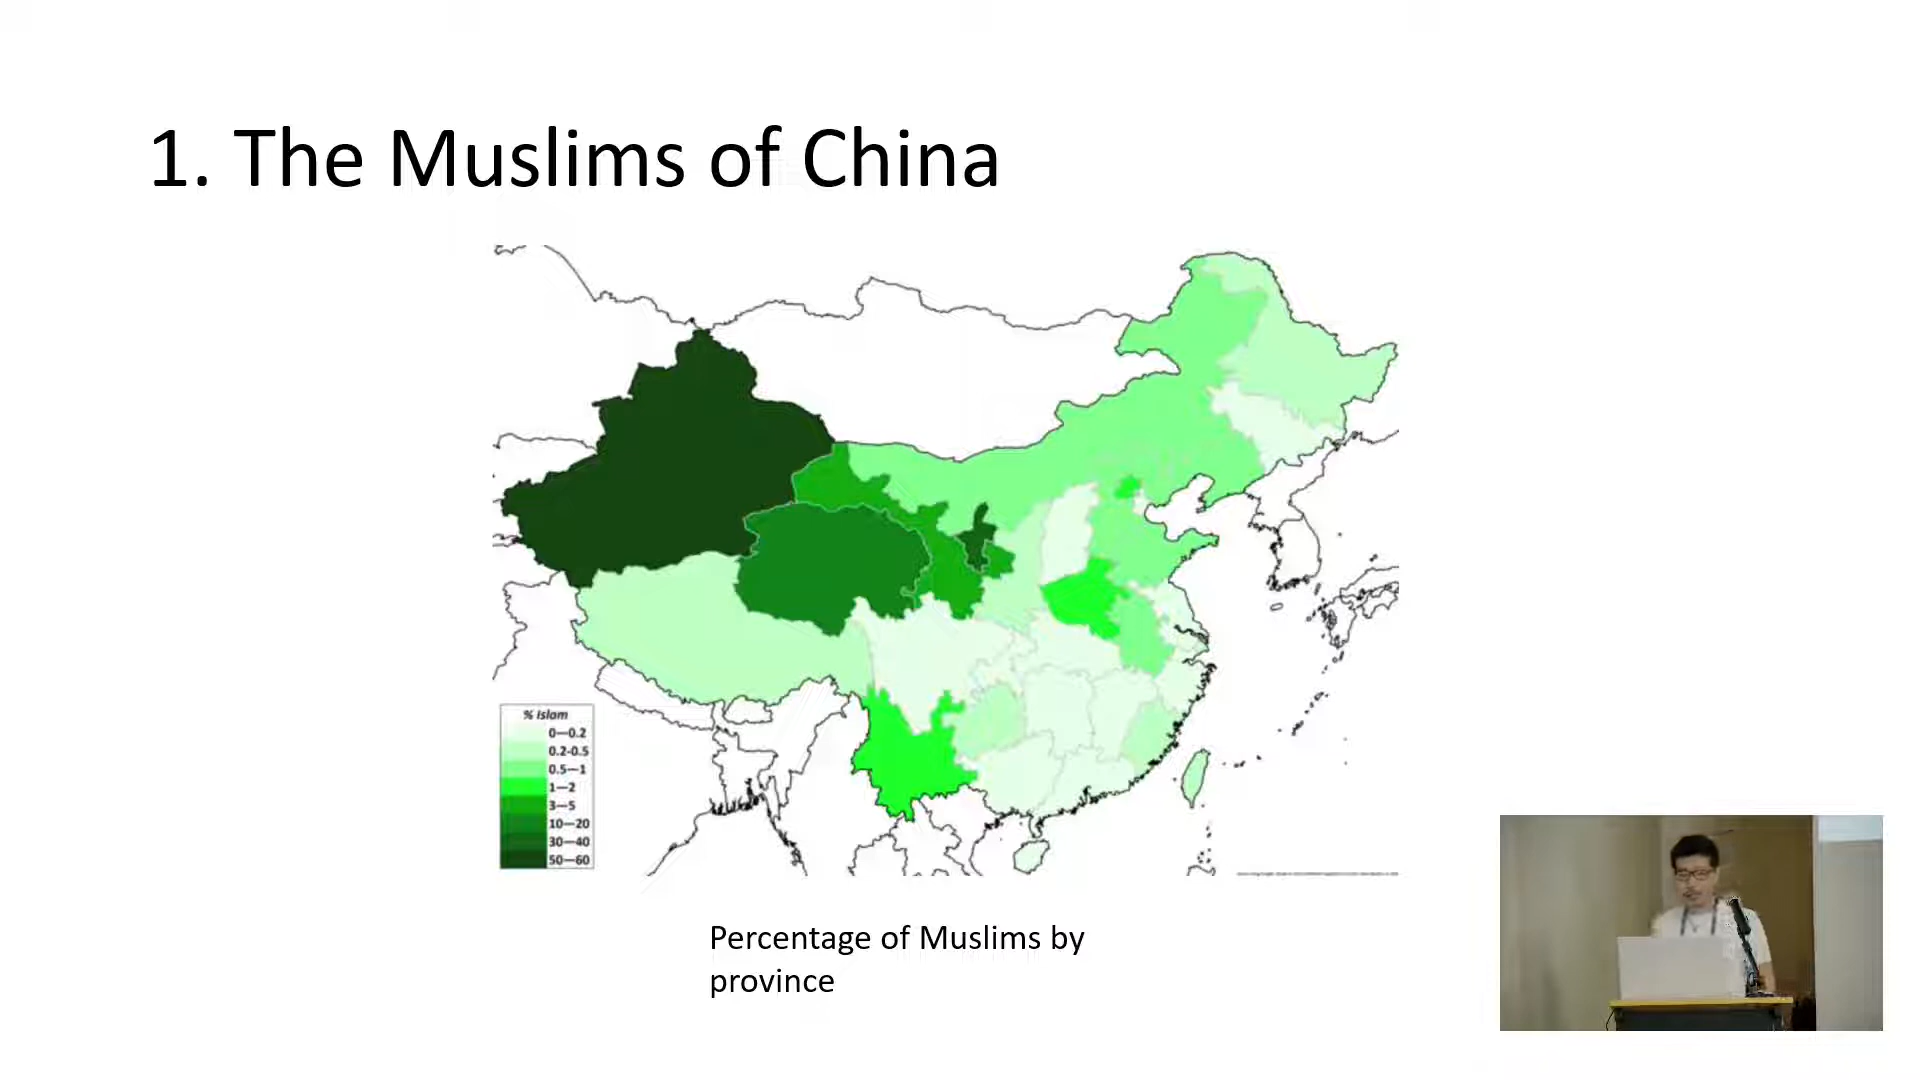 1. The Muslims of China
% Islam
0—0.2
0.2-0.5
0.5—1
1—2
3—5
10—20
30—40
50—60
Percentage of Muslims by
province